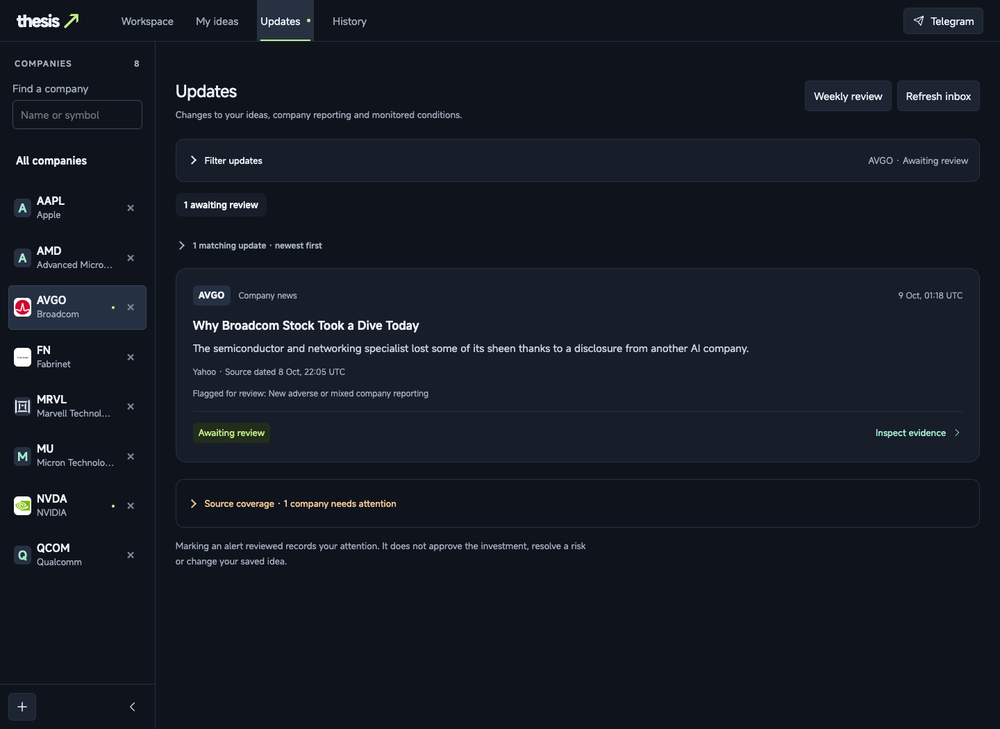 thesis
Workspace
My ideas
Updates
History
Telegram
COMPANIES 8
Find a company
Name or symbol
All companies
A
AAPL
Apple
A
AMD
Advanced Micro...
AVGO
Broadcom
FN
Fabrinet
MRVL
Marvell Technol...
M
MU
Micron Technolo...
NVDA
NVIDIA
Q
QCOM
Qualcomm
Updates
Changes to your ideas, company reporting and monitored conditions.
Weekly review
Refresh inbox
Filter updates
AVGO · Awaiting review
1 awaiting review
1 matching update · newest first
AVGO Company news
9 Oct, 01:18 UTC
Why Broadcom Stock Took a Dive Today
The semiconductor and networking specialist lost some of its sheen thanks to a disclosure from another AI company.
Yahoo · Source dated 8 Oct, 22:05 UTC
Flagged for review: New adverse or mixed company reporting
Awaiting review
Inspect evidence
Source coverage · 1 company needs attention
Marking an alert reviewed records your attention. It does not approve the investment, resolve a risk
or change your saved idea.